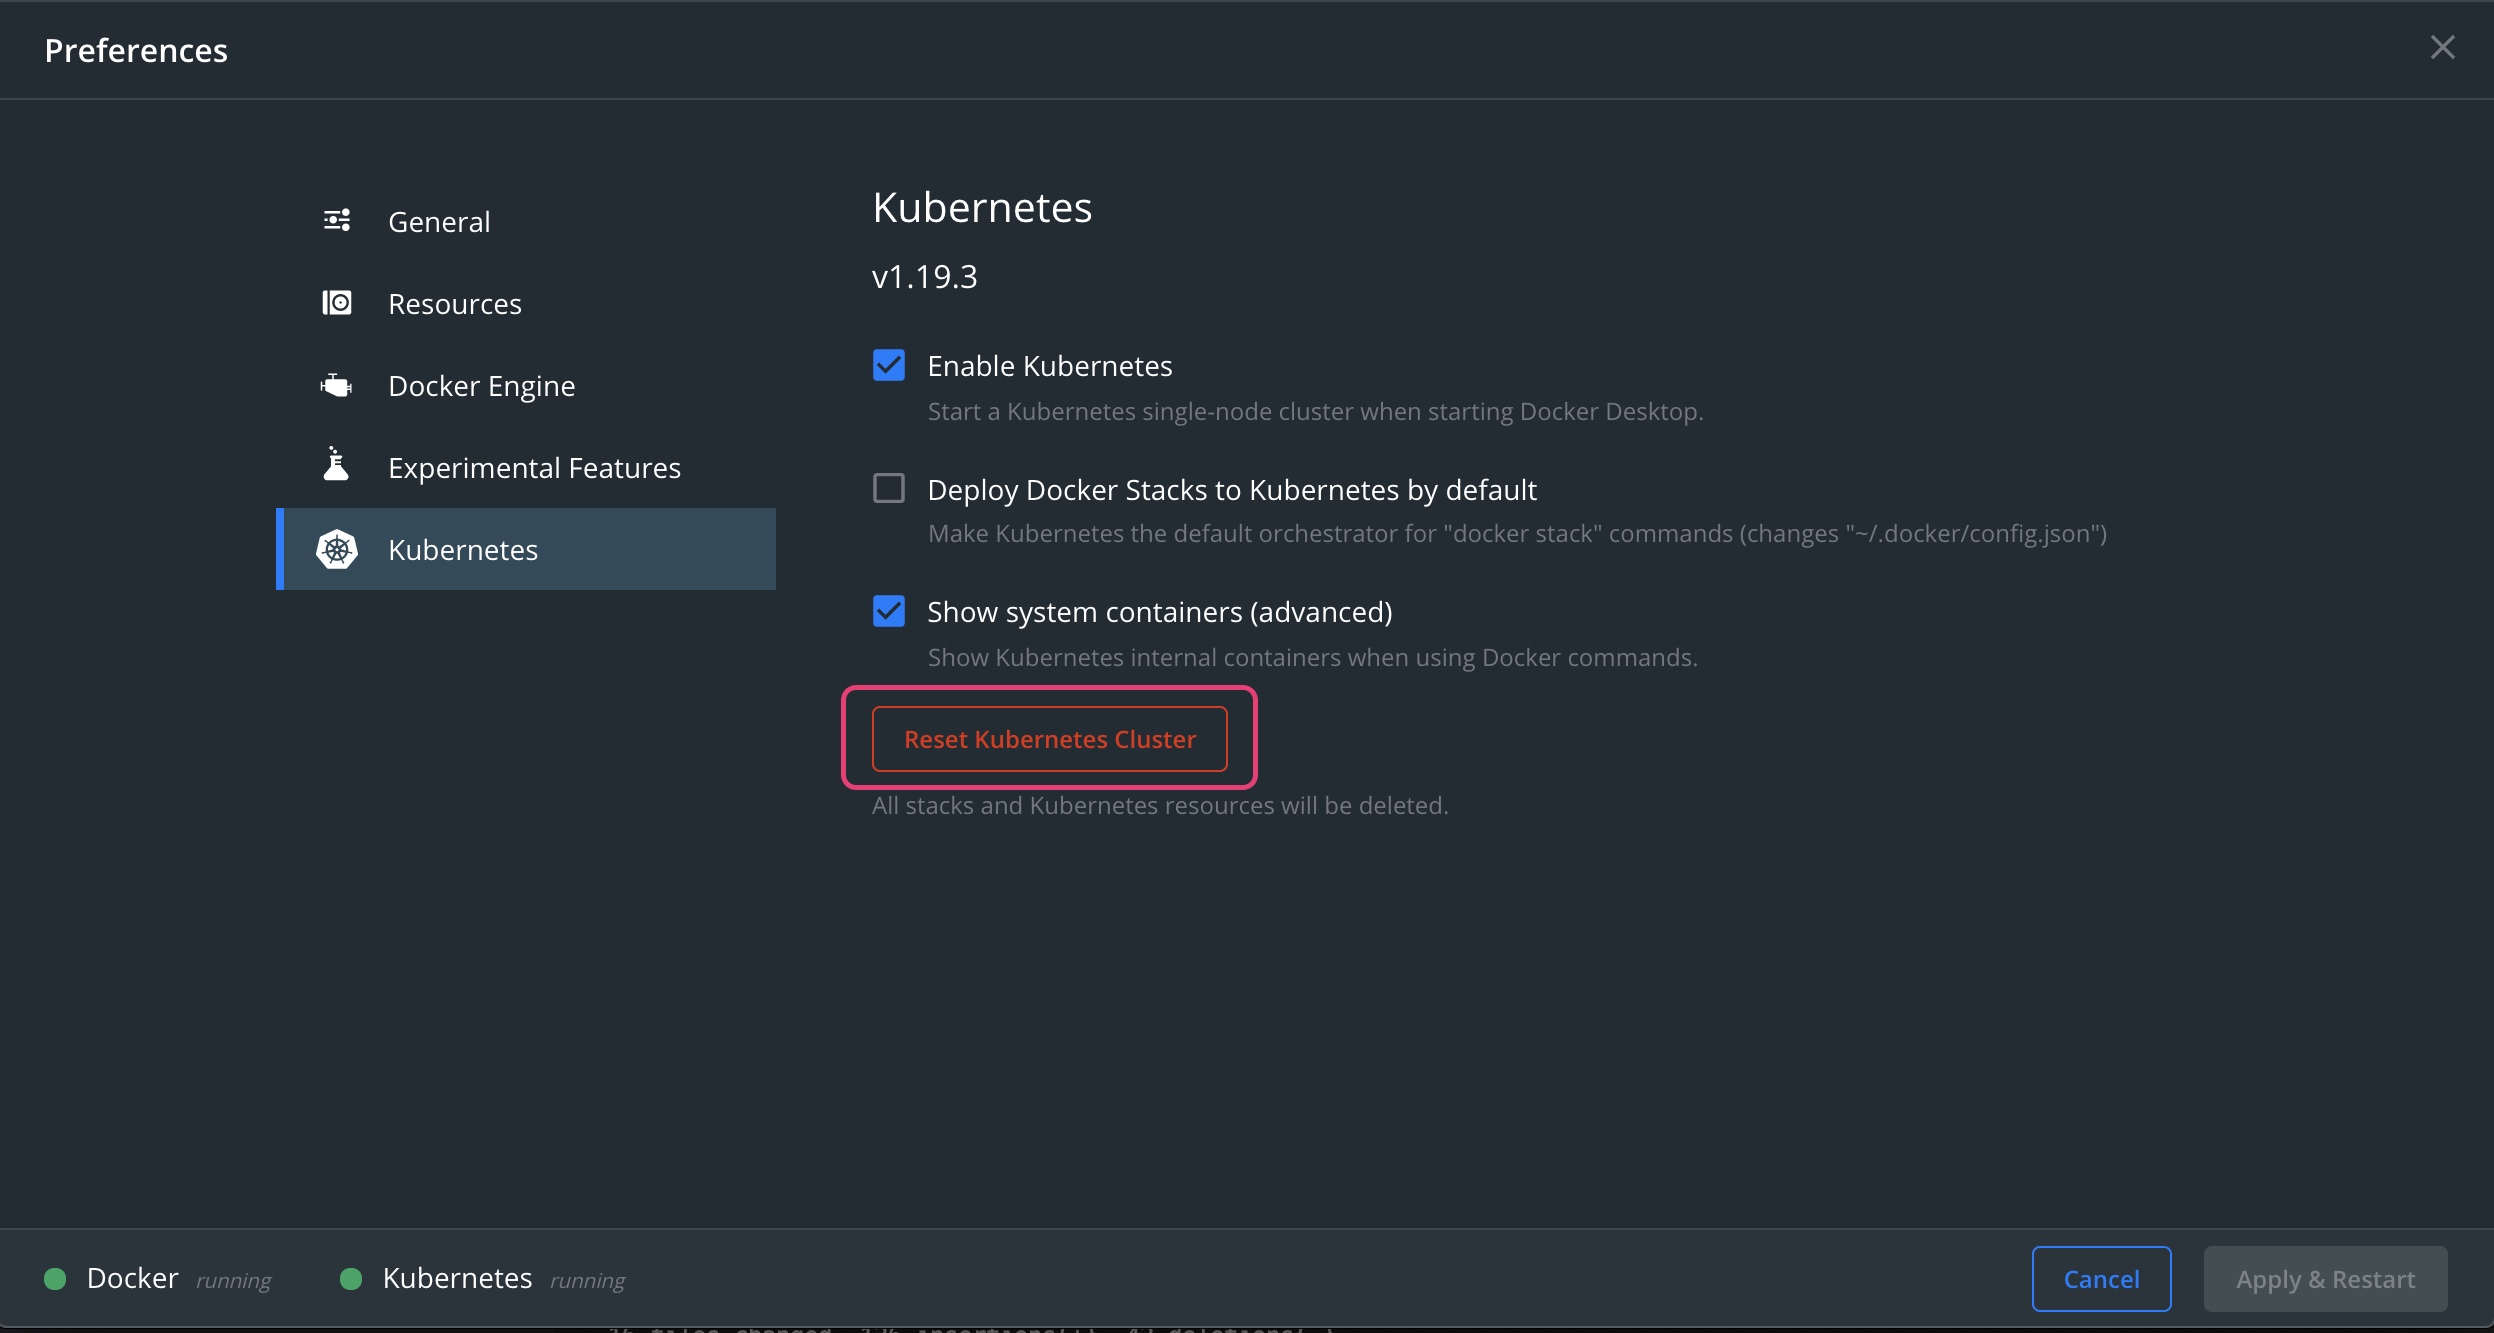 Preferences
General
Resources
Docker Engine
Experimental Features
Kubernetes
Kubernetes
v1.19.3
Enable Kubernetes
Start a Kubernetes single-node cluster when starting Docker Desktop.
Deploy Docker Stacks to Kubernetes by default
Make Kubernetes the default orchestrator for "docker stack" commands (changes "~/.docker/config.json")
Show system containers (advanced)
Show Kubernetes internal containers when using Docker commands.
Reset Kubernetes Cluster
All stacks and Kubernetes resources will be deleted.
Docker running
Kubernetes running
Cancel
Apply & Restart